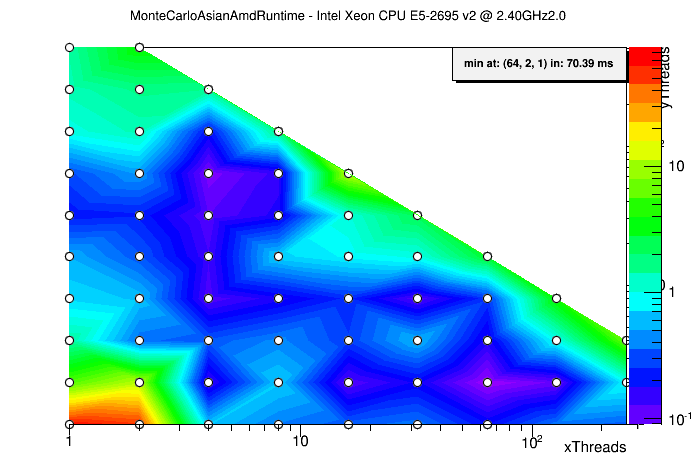 MonteCarloAsianAmdRuntime - Intel Xeon CPU E5-2695 v2 @ 2.40GHz2.0
min at: (64, 2, 1) in: 70.39 ms
yThreads
10
1
10⁻¹
1
10
10²
xThreads